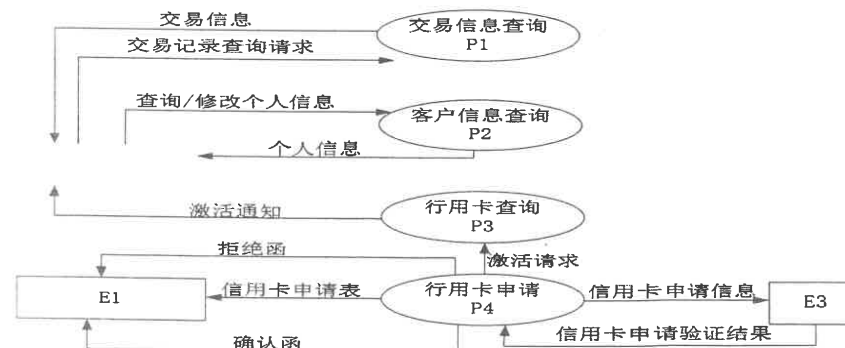 交易信息
交易信息查询
P1
交易记录查询请求
查询/修改个人信息
客户信息查询
P2
个人信息
激活通知
行用卡查询
P3
拒绝函
激活请求
E1
信用卡申请表
行用卡申请
P4
信用卡申请信息
E3
信用卡申请验证结果
确认函